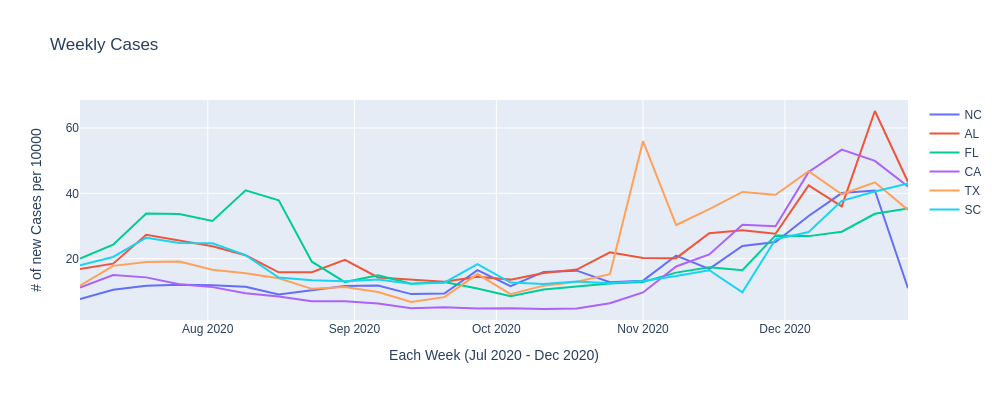 Weekly Cases
# of new Cases per 10000
60
40
20
Aug 2020
Sep 2020
Oct 2020
Nov 2020
Dec 2020
Each Week (Jul 2020 - Dec 2020)
NC
AL
FL
CA
TX
SC